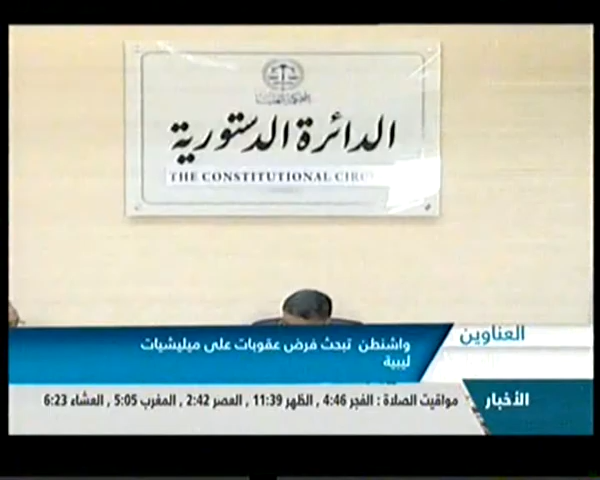 الدائرة الدستورية
THE CONSTITUTIONAL
العناوين
واشنطن تبحث فرض عقوبات على ميليشيات
ليبية
الأخبار
مواقيت الصلاة : الفجر 4:46 , الظهر 11:39 , العصر 2:42 , المغرب 5:05 , العشاء 6:23